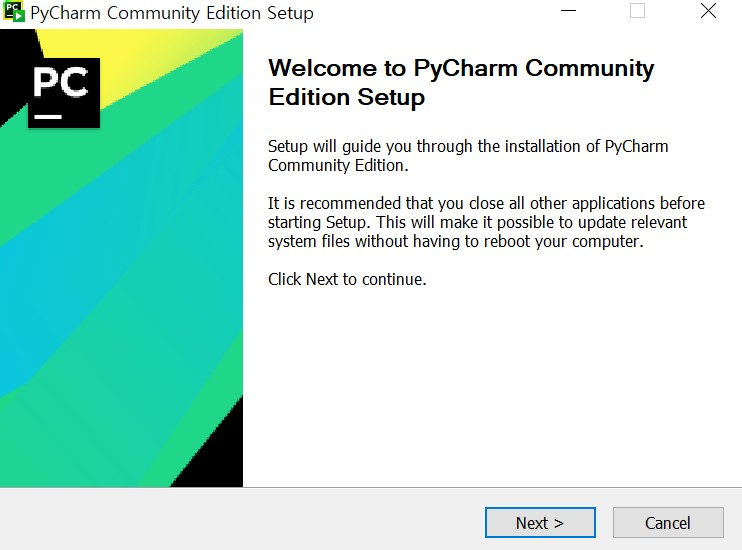 PyCharm Community Edition Setup
PC
Welcome to PyCharm Community
Edition Setup
Setup will guide you through the installation of PyCharm
Community Edition.
It is recommended that you close all other applications before
starting Setup. This will make it possible to update relevant
system files without having to reboot your computer.
Click Next to continue.
Next >
Cancel